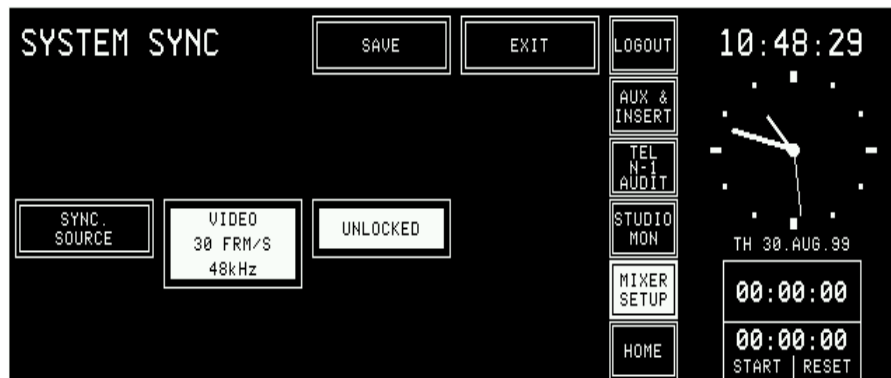 SYSTEM SYNC
SAVE
EXIT
SYNC.
SOURCE
VIDEO
30 FRM/S
48kHz
UNLOCKED
LOGOUT
AUX &
INSERT
TEL
N-1
AUDIT
STUDIO
MON
MIXER
SETUP
HOME
10:48:29
TH 30.AUG.99
00:00:00
00:00:00
START | RESET